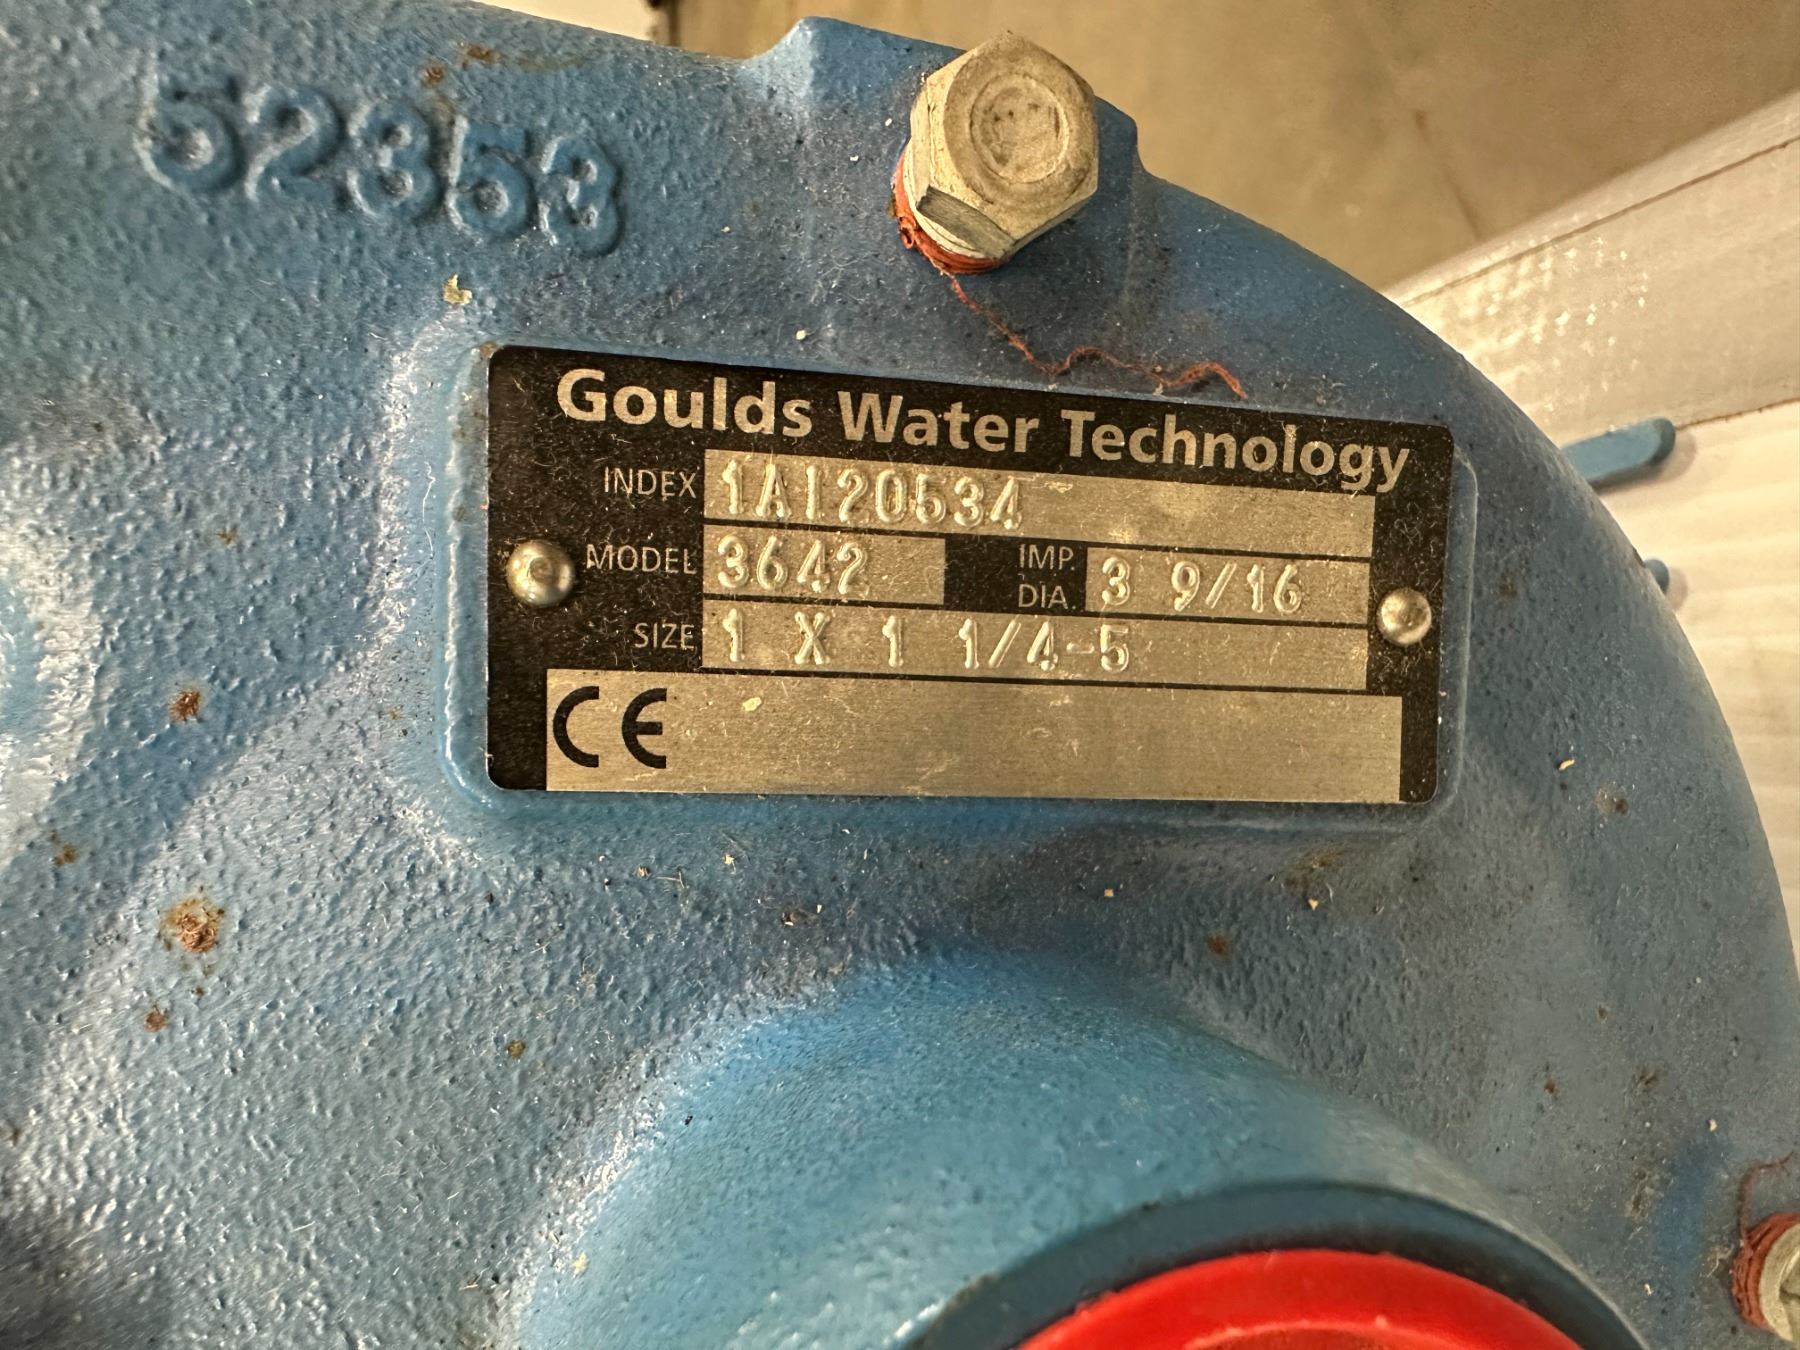 52353
Goulds Water Technology
INDEX 1AI20534
MODEL 3642 IMP. DIA. 3 9/16
SIZE 1 X 1 1/4-5
CE